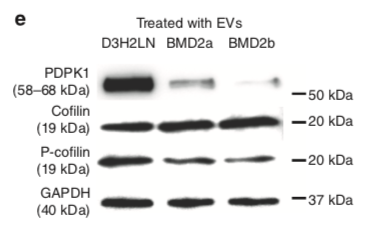 e
Treated with EVs
D3H2LN BMD2a BMD2b
PDPK1
(58–68 kDa)
50 kDa
Cofilin
(19 kDa)
20 kDa
P-cofilin
(19 kDa)
20 kDa
GAPDH
(40 kDa)
37 kDa